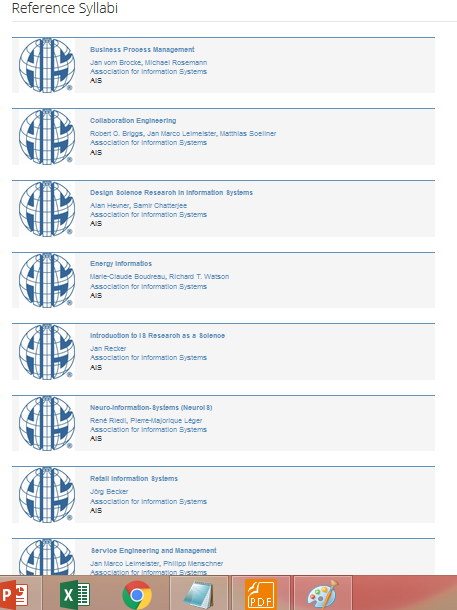 Reference Syllabi
Business Process Management
Jan vom Brocke, Michael Rosemann
Association for Information Systems
AIS
Collaboration Engineering
Robert O. Briggs, Jan Marco Leimeister, Matthias Soellner
Association for Information Systems
AIS
Design Science Research in Information Systems
Alan Hevner, Samir Chatterjee
Association for Information Systems
AIS
Energy Informatics
Marie-Claude Boudreau, Richard T. Watson
Association for Information Systems
AIS
Introduction to IS Research as a Science
Jan Recker
Association for Information Systems
AIS
Neuro-Information-Systems (NeuroIS)
René Riedl, Pierre-Majorique Léger
Association for Information Systems
AIS
Retail Information Systems
Jörg Becker
Association for Information Systems
AIS
Service Engineering and Management
Jan Marco Leimeister, Philipp Menschner
Association for Information Systems
P
X
PDF